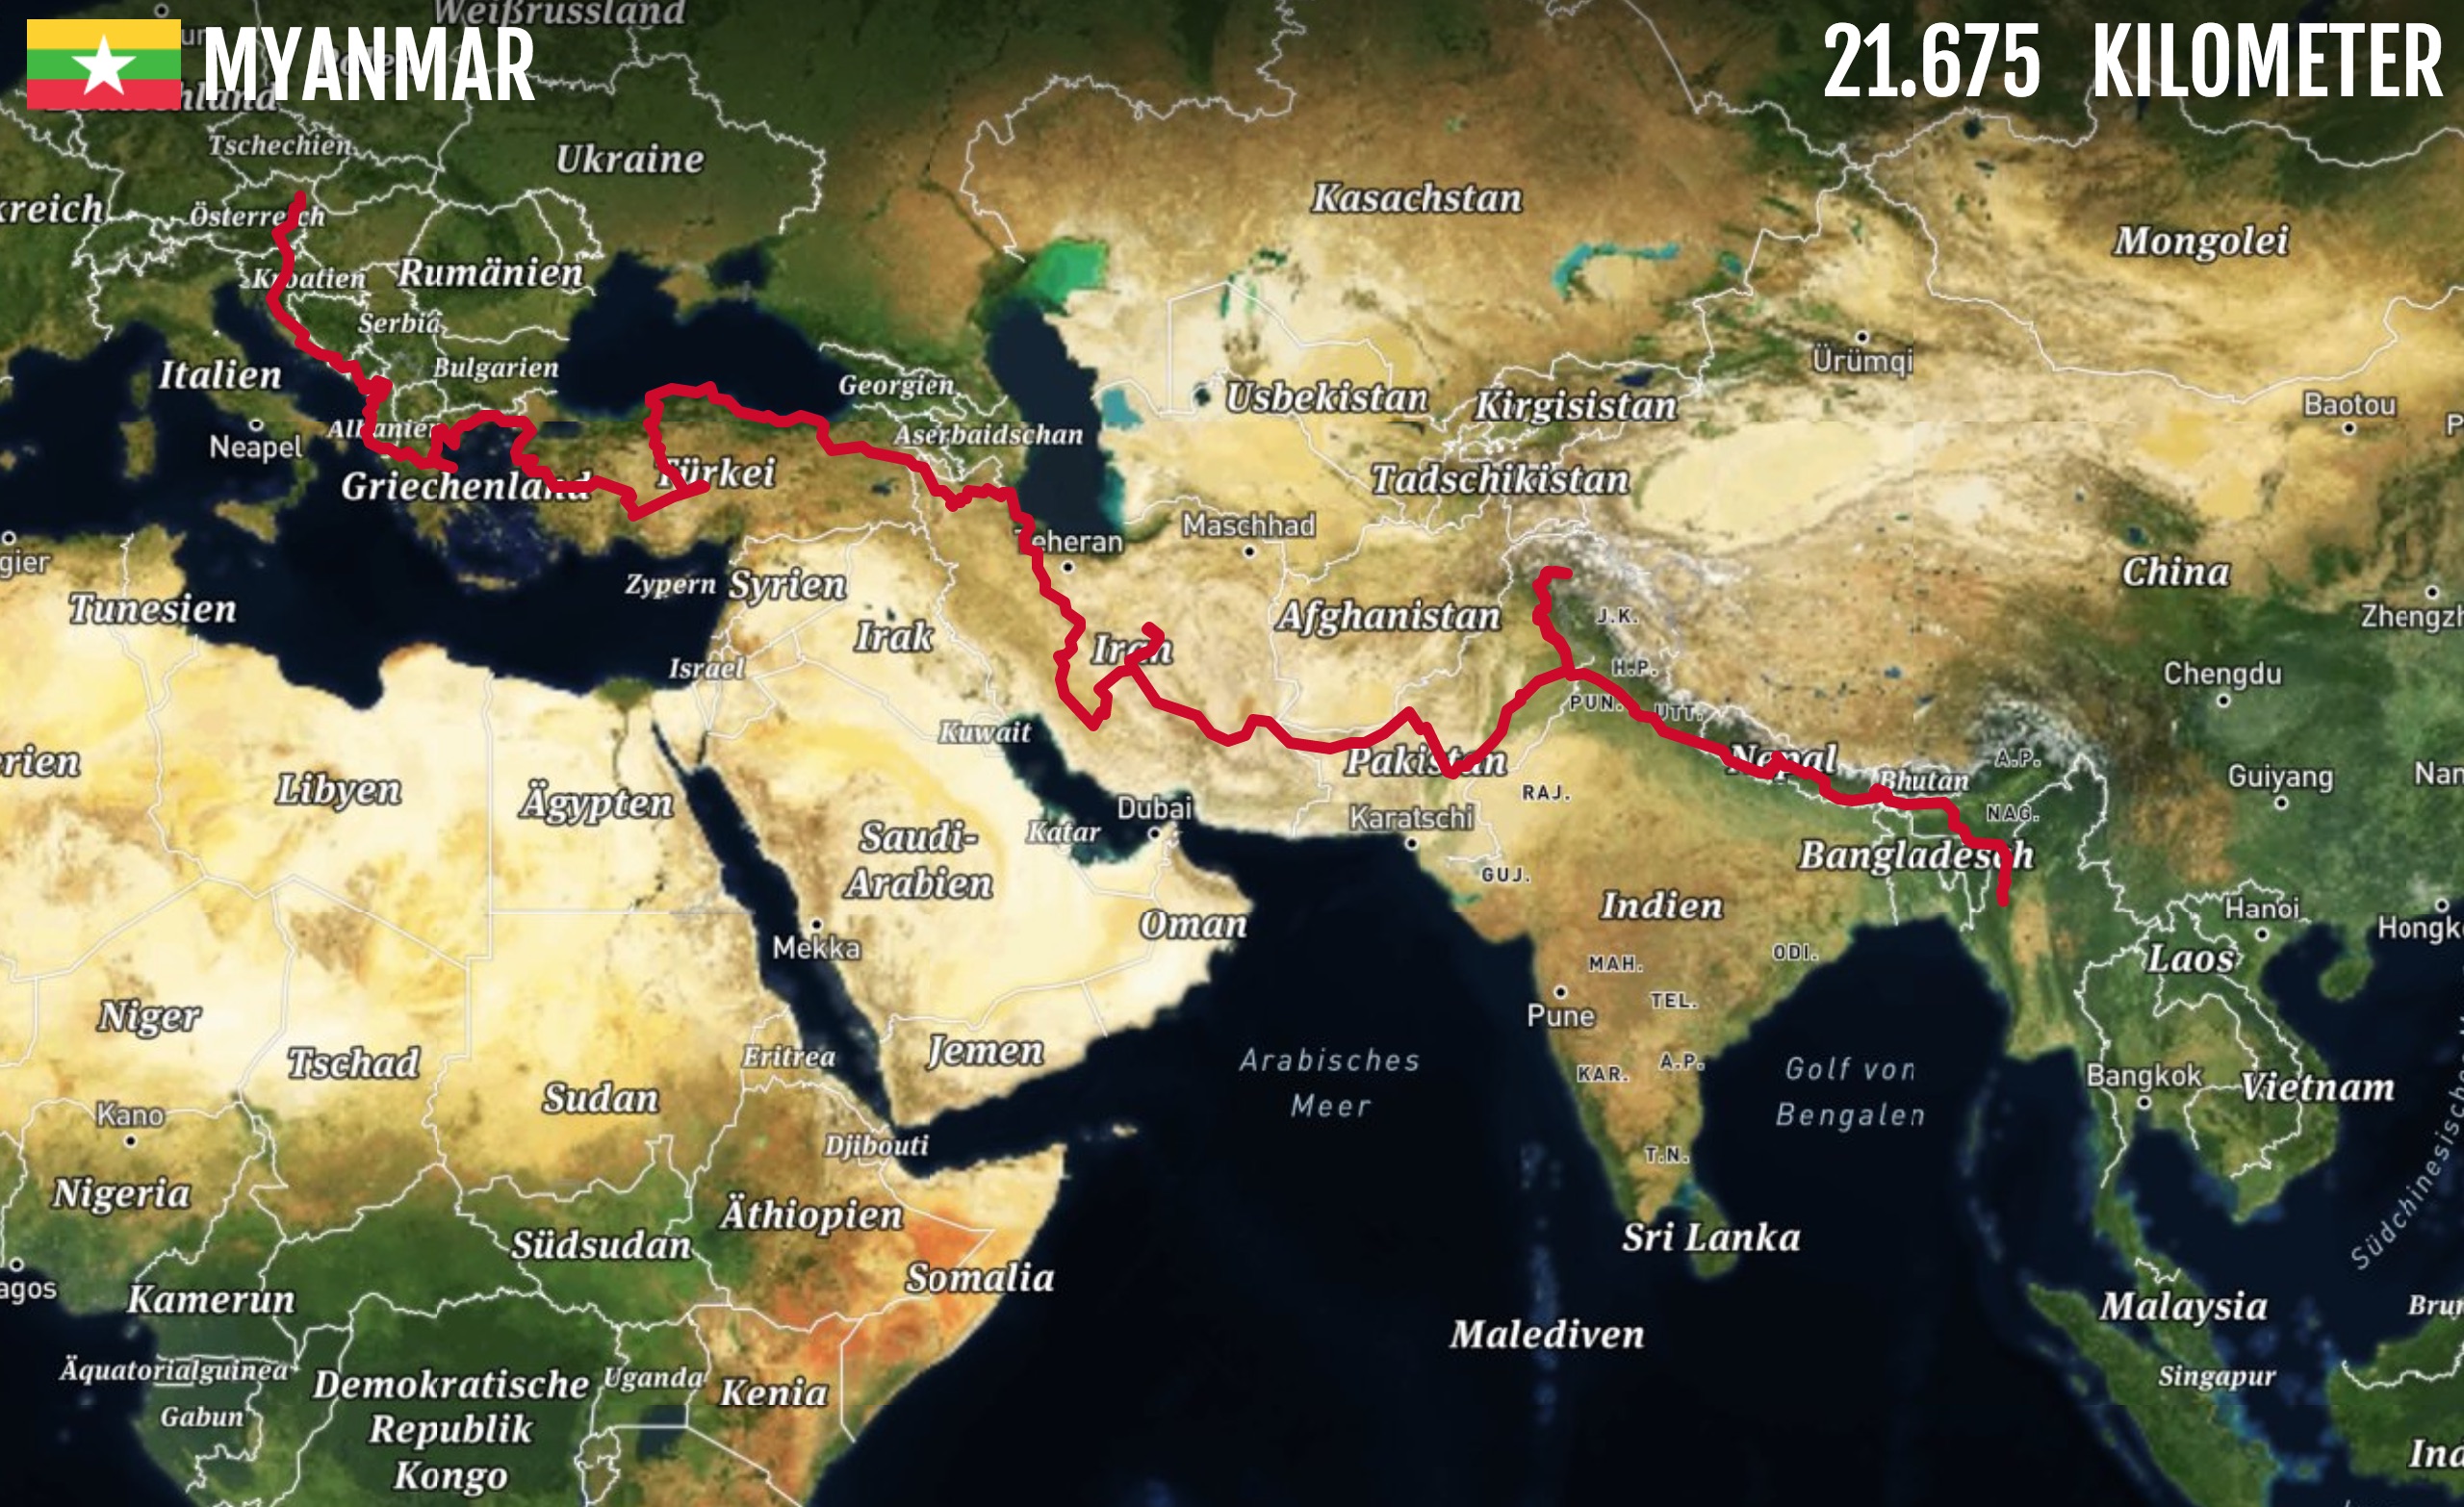 Weißrussland
MYANMAR
21.675 KILOMETER
Tschechien
Ukraine
Kasachstan
kreich
Österreich
Mongolei
Kroatien
Rumänien
Serbia
Ürümqi
Italien
Bulgarien
Georgien
Usbekistan
Kirgisistan
Baotou
Neapel
Albanien
Aserbaidschan
Griechenland
Türkei
Tadschikistan
Maschhad
Teheran
gier
China
Tunesien
Zypern
Syrien
Irak
Iran
Afghanistan
J.K.
Zhengzh
Israel
H.P.
Chengdu
PUN.
UTT.
Kuwait
erien
Libyen
Ägypten
Pakistan
Nepal
Bhutan
A.P.
Guiyang
Nan
RAJ.
Dubai
Karatschi
NAG.
Saudi-
Arabien
Katar
Bangladesch
GUJ.
Oman
Indien
Hanoi
Hongk
Mekka
MAH.
ODI.
Laos
Niger
TEL.
Pune
Tschad
Eritrea
Jemen
Arabisches
Meer
KAR.
A.P.
Golf von
Bengalen
Bangkok
Vietnam
Sudan
Kano
Djibouti
T.N.
Südchinesisches
Nigeria
Äthiopien
Südsudan
Sri Lanka
agos
Somalia
Kamerun
Malaysia
Brun
Malediven
Äquatorialguinea
Demokratische
Republik
Kongo
Uganda
Kenia
Singapur
Gabun
Ind